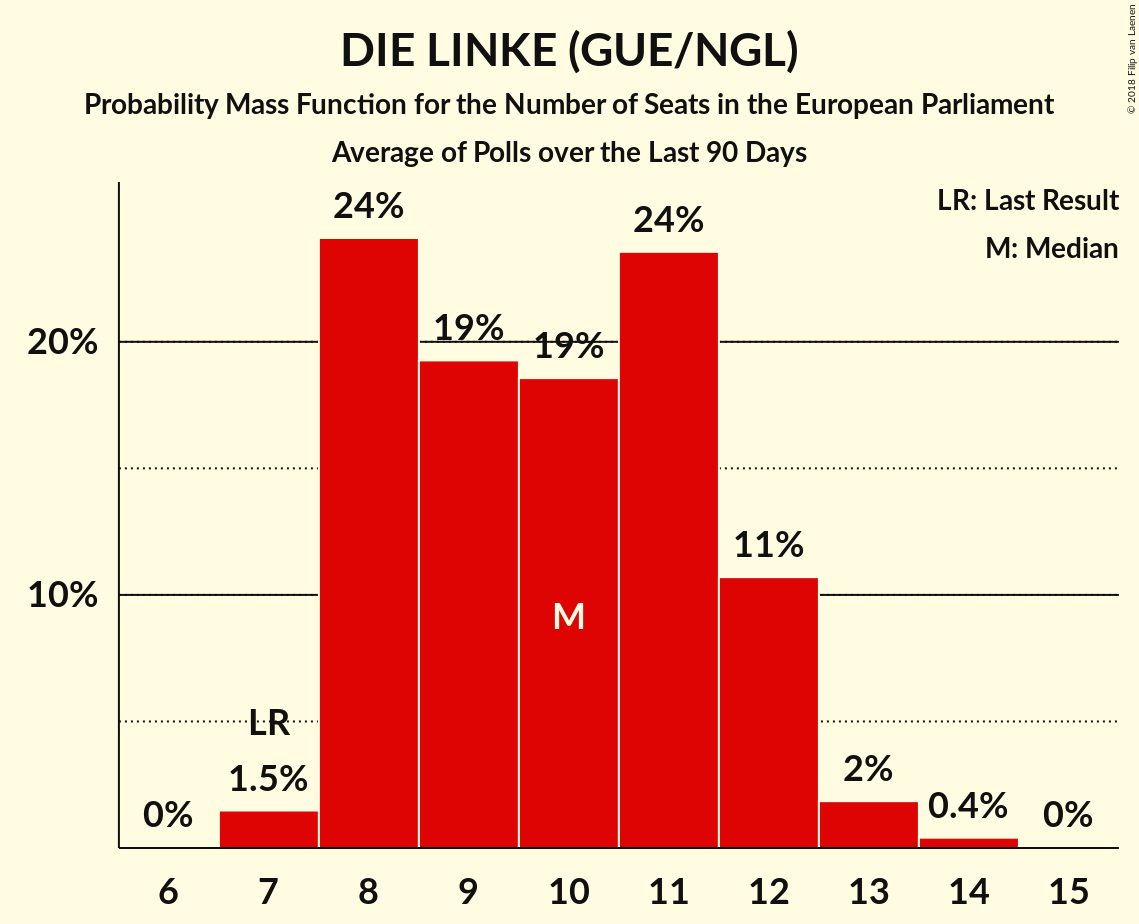 DIE LINKE (GUE/NGL)
Probability Mass Function for the Number of Seats in the European Parliament
Average of Polls over the Last 90 Days
© 2018 Filip van Laenen
LR: Last Result
M: Median
24%
24%
19%
19%
20%
11%
10%
M
LR
1.5%
2%
0.4%
0%
0%
6 7 8 9 10 11 12 13 14 15